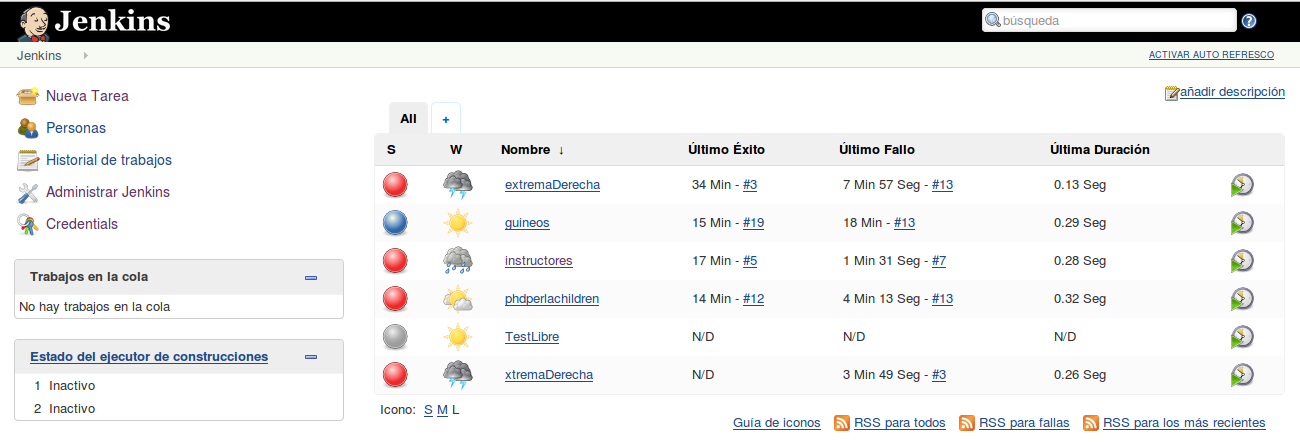 Jenkins
búsqueda
Jenkins
ACTIVAR AUTO REFRESCO
Nueva Tarea
Personas
Historial de trabajos
Administrar Jenkins
Credentials
Trabajos en la cola
No hay trabajos en la cola
Estado del ejecutor de construcciones
1 Inactivo
2 Inactivo
añadir descripción
All +
S W Nombre ↓ Último Éxito Último Fallo Última Duración
extremaDerecha 34 Min - #3 7 Min 57 Seg - #13 0.13 Seg
guineos 15 Min - #19 18 Min - #13 0.29 Seg
instructores 17 Min - #5 1 Min 31 Seg - #7 0.28 Seg
phdperlachildren 14 Min - #12 4 Min 13 Seg - #13 0.32 Seg
TestLibre N/D N/D N/D
xtremaDerecha N/D 3 Min 49 Seg - #3 0.26 Seg
Icono: S M L
Guía de iconos RSS para todos RSS para fallas RSS para los más recientes